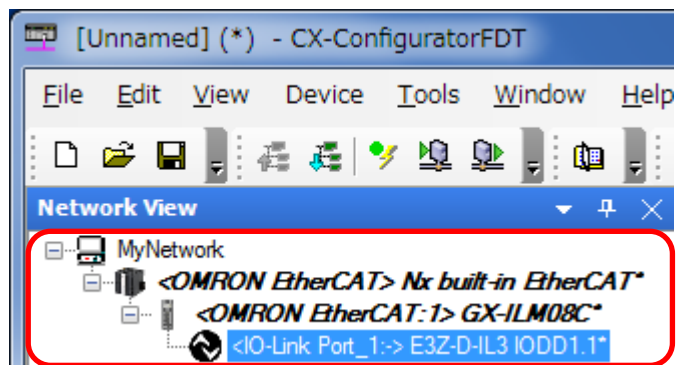 [Unnamed] (*) - CX-ConfiguratorFDT
File Edit View Device Tools Window Help
Network View
MyNetwork
<OMRON EtherCAT> Nx built-in EtherCAT*
<OMRON EtherCAT:1> GX-ILM08C*
<IO-Link Port_1:-> E3Z-D-IL3 IODD1.1*